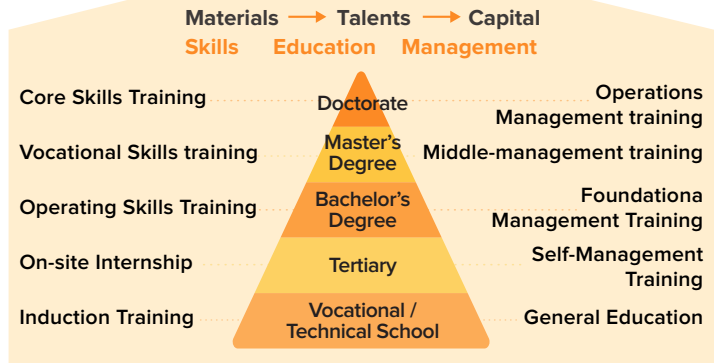 Materials → Talents → Capital
Skills Education Management
Core Skills Training
Doctorate
Operations
Management training
Vocational Skills training
Master's
Degree
Middle-management training
Operating Skills Training
Bachelor's
Degree
Foundationa
Management Training
On-site Internship
Tertiary
Self-Management
Training
Induction Training
Vocational /
Technical School
General Education